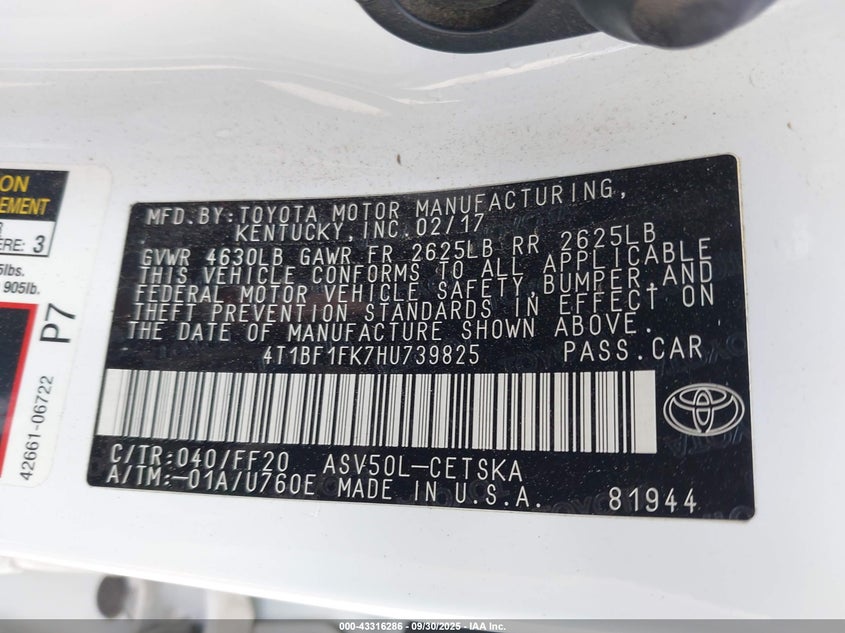 ON
EMENT
ERE: 3
5lbs.
905lb.
P7
42661-06722
MFD.BY:TOYOTA MOTOR MANUFACTURING,
KENTUCKY,INC.02/17
GVWR 4630LB GAWR FR 2625LB RR 2625LB
THIS VEHICLE CONFORMS TO ALL APPLICABLE
FEDERAL MOTOR VEHICLE SAFETY,BUMPER,AND
THEFT PREVENTION STANDARDS IN EFFECT ON
THE DATE OF MANUFACTURE SHOWN ABOVE.
4T1BF1FK7HU739825 PASS.CAR
C/TR:040/FF20 ASV50L-CETSKA
A/TM:-01A/U760E MADE IN U.S.A. 81944
000-43316286 - 09/30/2025 - IAA Inc.